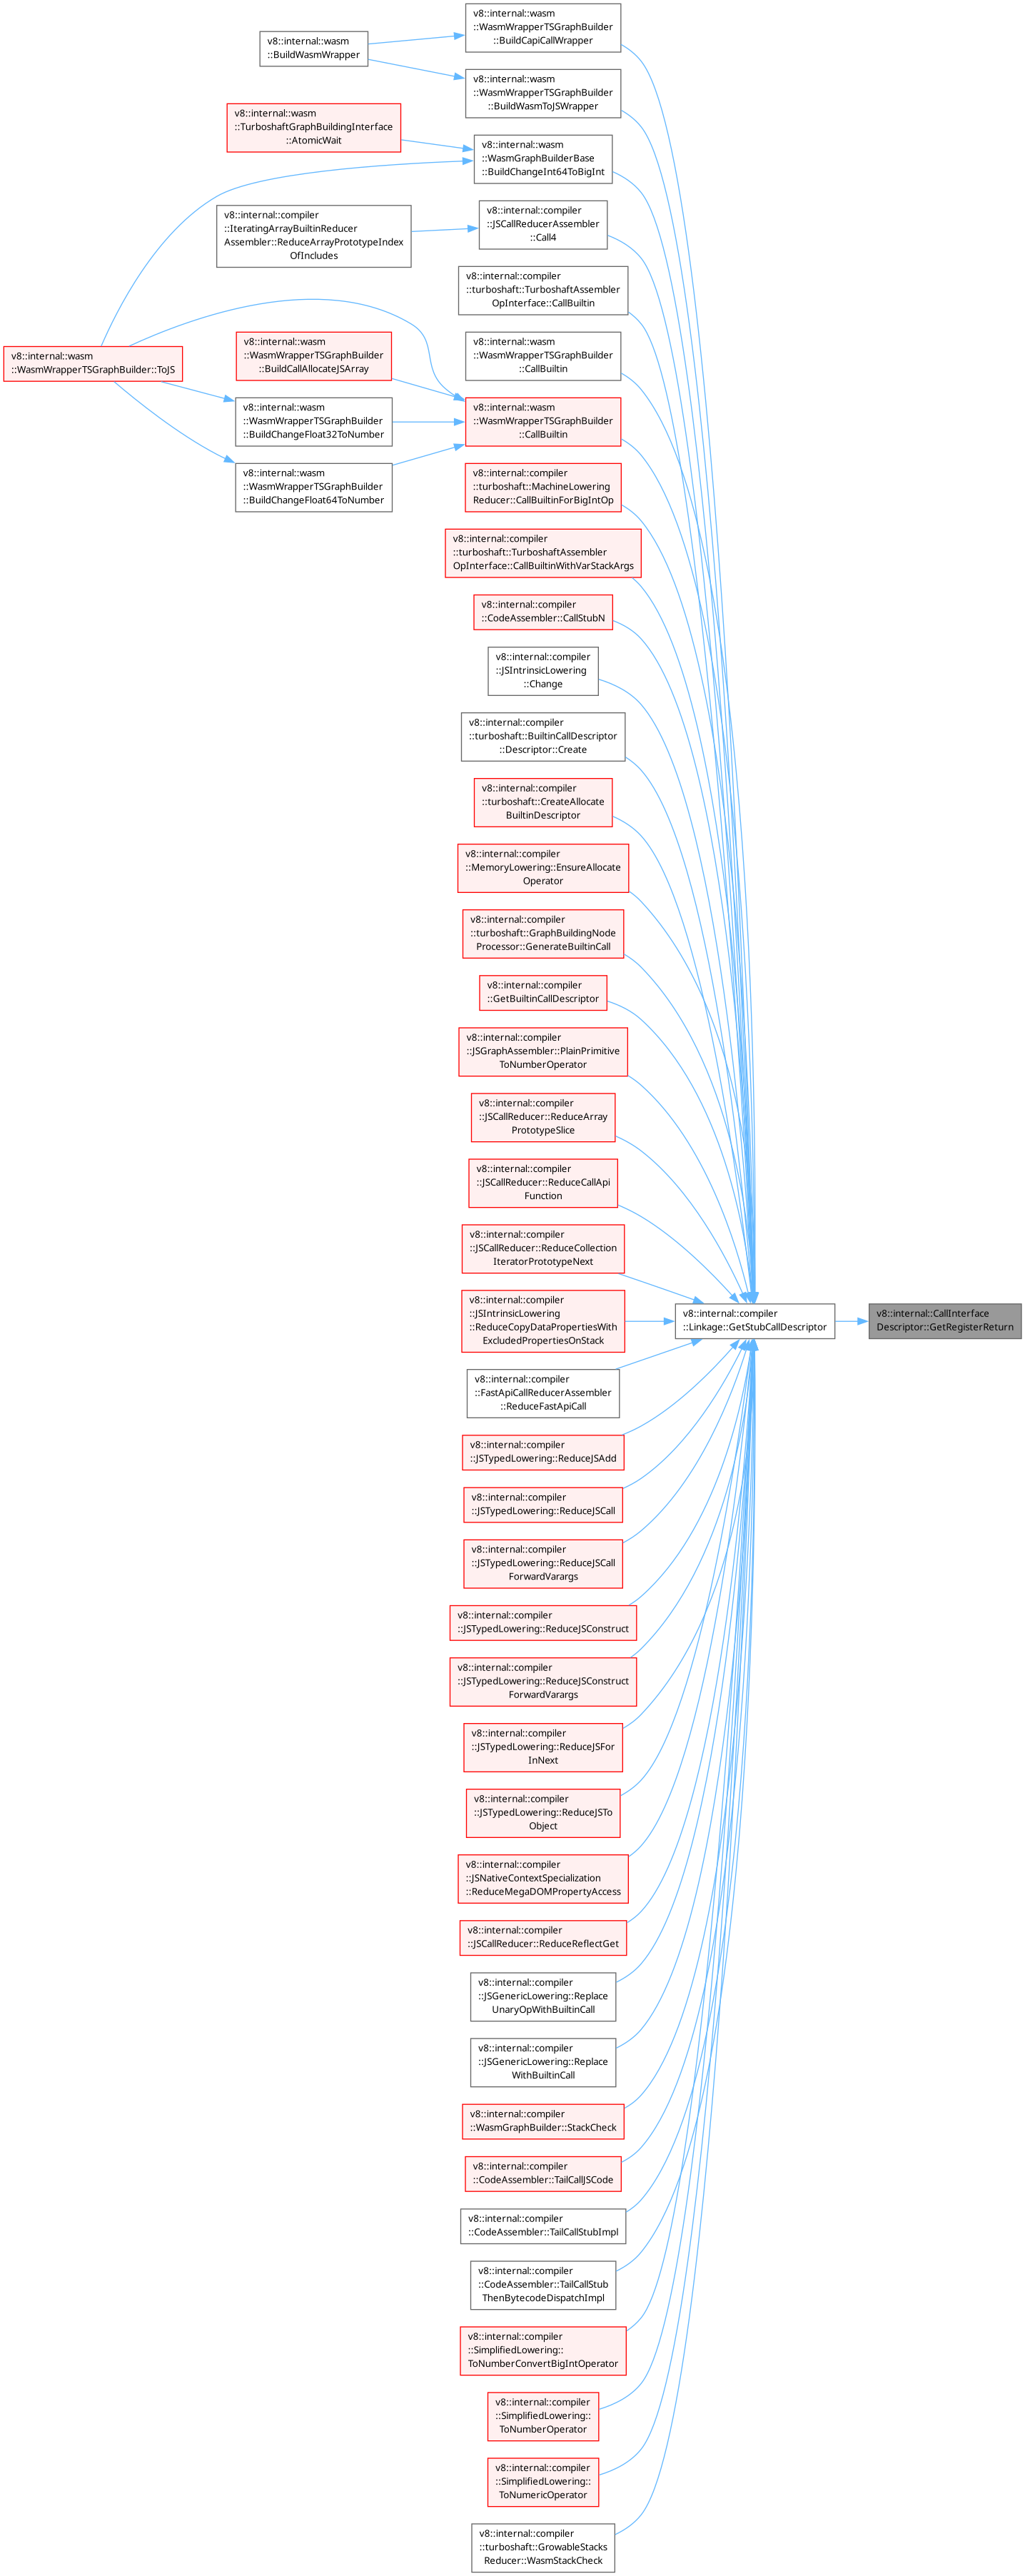 v8::internal::wasm
::WasmWrapperTSGraphBuilder
::BuildCapiCallWrapper
v8::internal::wasm
::BuildWasmWrapper
v8::internal::wasm
::WasmWrapperTSGraphBuilder
::BuildWasmToJSWrapper
v8::internal::wasm
::TurboshaftGraphBuildingInterface
::AtomicWait
v8::internal::wasm
::WasmGraphBuilderBase
::BuildChangeInt64ToBigInt
v8::internal::compiler
::IteratingArrayBuiltinReducer
Assembler::ReduceArrayPrototypeIndex
OfIncludes
v8::internal::compiler
::JSCallReducerAssembler
::Call4
v8::internal::compiler
::turboshaft::TurboshaftAssembler
OpInterface::CallBuiltin
v8::internal::wasm
::WasmWrapperTSGraphBuilder
::CallBuiltin
v8::internal::wasm
::WasmWrapperTSGraphBuilder::ToJS
v8::internal::wasm
::WasmWrapperTSGraphBuilder
::BuildCallAllocateJSArray
v8::internal::wasm
::WasmWrapperTSGraphBuilder
::BuildChangeFloat32ToNumber
v8::internal::wasm
::WasmWrapperTSGraphBuilder
::CallBuiltin
v8::internal::wasm
::WasmWrapperTSGraphBuilder
::BuildChangeFloat64ToNumber
v8::internal::compiler
::turboshaft::MachineLowering
Reducer::CallBuiltinForBigIntOp
v8::internal::compiler
::turboshaft::TurboshaftAssembler
OpInterface::CallBuiltinWithVarStackArgs
v8::internal::compiler
::CodeAssembler::CallStubN
v8::internal::compiler
::JSIntrinsicLowering
::Change
v8::internal::compiler
::turboshaft::BuiltinCallDescriptor
::Descriptor::Create
v8::internal::compiler
::turboshaft::CreateAllocate
BuiltinDescriptor
v8::internal::compiler
::MemoryLowering::EnsureAllocate
Operator
v8::internal::compiler
::turboshaft::GraphBuildingNode
Processor::GenerateBuiltinCall
v8::internal::compiler
::GetBuiltinCallDescriptor
v8::internal::compiler
::JSGraphAssembler::PlainPrimitive
ToNumberOperator
v8::internal::compiler
::JSCallReducer::ReduceArray
PrototypeSlice
v8::internal::compiler
::JSCallReducer::ReduceCallApi
Function
v8::internal::compiler
::JSCallReducer::ReduceCollection
IteratorPrototypeNext
v8::internal::compiler
::JSIntrinsicLowering
::ReduceCopyDataPropertiesWith
ExcludedPropertiesOnStack
v8::internal::compiler
::Linkage::GetStubCallDescriptor
v8::internal::CallInterface
Descriptor::GetRegisterReturn
v8::internal::compiler
::FastApiCallReducerAssembler
::ReduceFastApiCall
v8::internal::compiler
::JSTypedLowering::ReduceJSAdd
v8::internal::compiler
::JSTypedLowering::ReduceJSCall
v8::internal::compiler
::JSTypedLowering::ReduceJSCall
ForwardVarargs
v8::internal::compiler
::JSTypedLowering::ReduceJSConstruct
v8::internal::compiler
::JSTypedLowering::ReduceJSConstruct
ForwardVarargs
v8::internal::compiler
::JSTypedLowering::ReduceJSFor
InNext
v8::internal::compiler
::JSTypedLowering::ReduceJSTo
Object
v8::internal::compiler
::JSNativeContextSpecialization
::ReduceMegaDOMPropertyAccess
v8::internal::compiler
::JSCallReducer::ReduceReflectGet
v8::internal::compiler
::JSGenericLowering::Replace
UnaryOpWithBuiltinCall
v8::internal::compiler
::JSGenericLowering::Replace
WithBuiltinCall
v8::internal::compiler
::WasmGraphBuilder::StackCheck
v8::internal::compiler
::CodeAssembler::TailCallJSCode
v8::internal::compiler
::CodeAssembler::TailCallStubImpl
v8::internal::compiler
::CodeAssembler::TailCallStub
ThenBytecodeDispatchImpl
v8::internal::compiler
::SimplifiedLowering::
ToNumberConvertBigIntOperator
v8::internal::compiler
::SimplifiedLowering::
ToNumberOperator
v8::internal::compiler
::SimplifiedLowering::
ToNumericOperator
v8::internal::compiler
::turboshaft::GrowableStacks
Reducer::WasmStackCheck